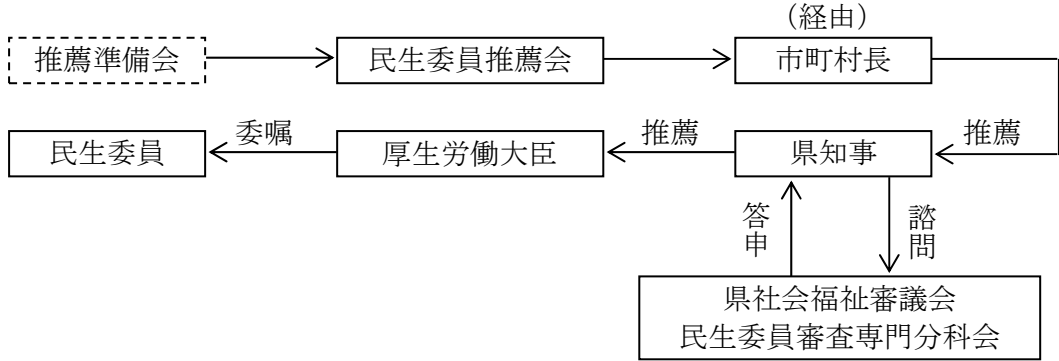 （経由）
推薦準備会
民生委員推薦会
市町村長
民生委員
委嘱
厚生労働大臣
推薦
県知事
推薦
答申
諮問
県社会福祉審議会
民生委員審査専門分科会